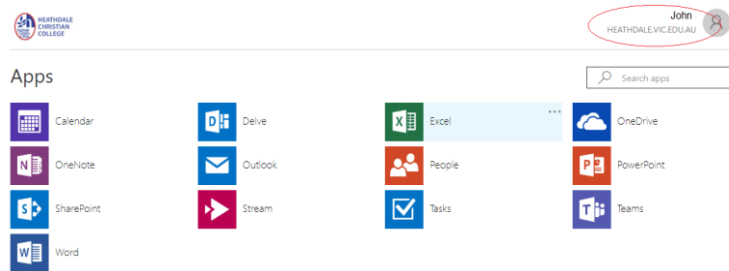 HEATHDALE
CHRISTIAN
COLLEGE
John
HEATHDALE.VIC.EDU.AU
Apps
Search apps
Calendar
D
Delve
X
Excel
...
OneDrive
N
OneNote
Outlook
People
P
PowerPoint
S
SharePoint
Stream
Tasks
T
Teams
W
Word